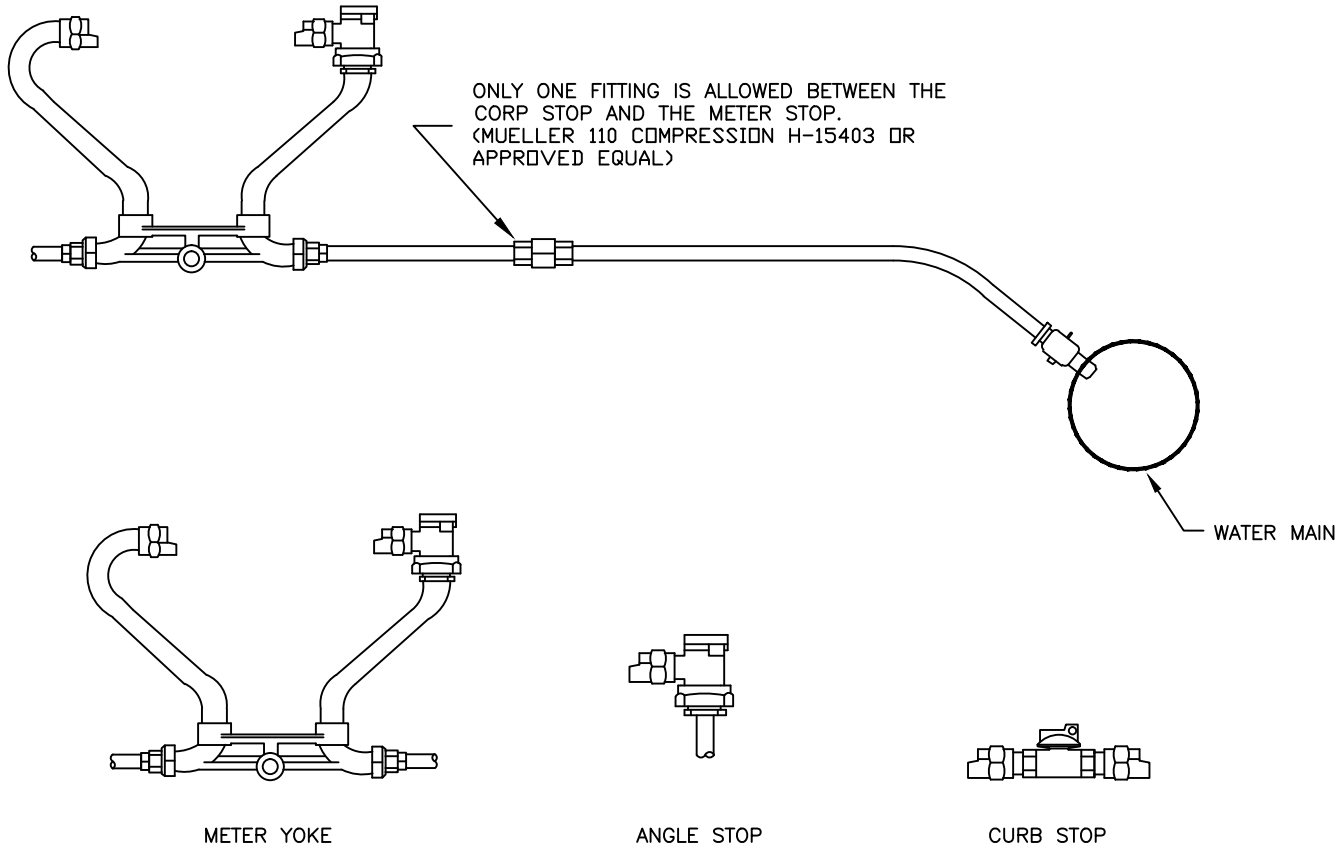 ONLY ONE FITTING IS ALLOWED BETWEEN THE
CORP STOP AND THE METER STOP.
(MUELLER 110 COMPRESSION H-15403 OR
APPROVED EQUAL)
WATER MAIN
METER YOKE
ANGLE STOP
CURB STOP